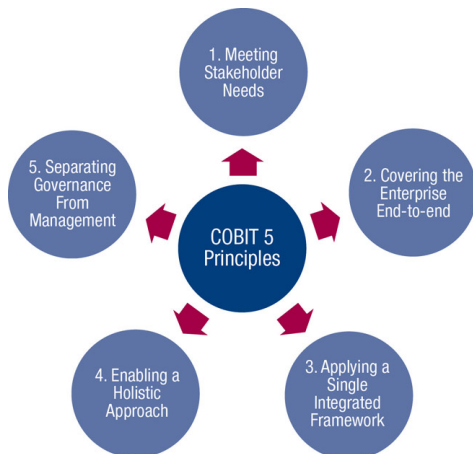 1. Meeting
Stakeholder
Needs
2. Covering the
Enterprise
End-to-end
3. Applying a
Single
Integrated
Framework
4. Enabling a
Holistic
Approach
5. Separating
Governance
From
Management
COBIT 5
Principles